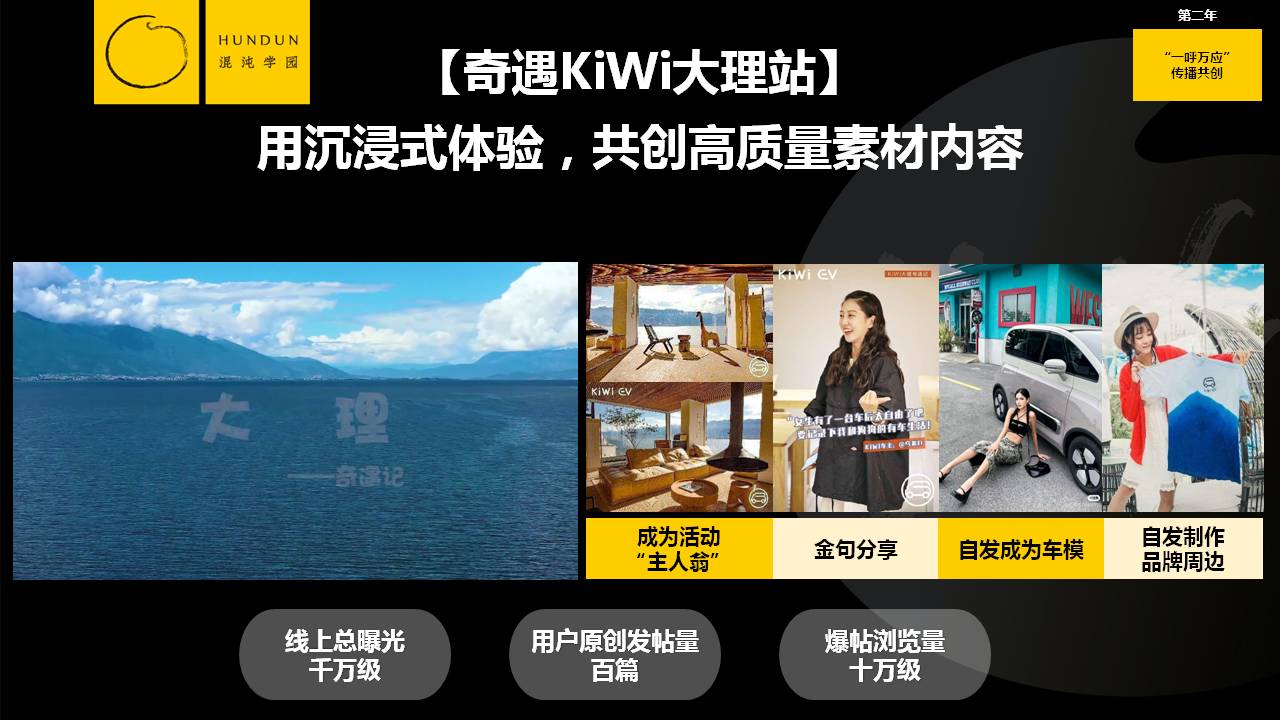 HUNDUN
混沌学园
第二年
“一呼万应”
传播共创
【奇遇KiWi大理站】
用沉浸式体验，共创高质量素材内容
大 理
奇遇记
KiWi EV
KiWi EV
“女生有了一台车后太自由了吧
要记录下我和狗狗的有车生活！
成为活动
“主人翁”
金句分享
自发成为车模
自发制作
品牌周边
线上总曝光
千万级
用户原创发帖量
百篇
爆帖浏览量
十万级